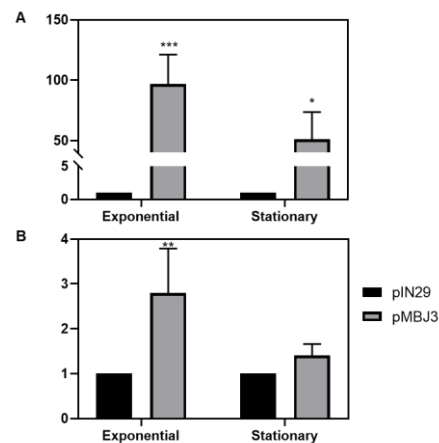 A
150
100
50
5
0
***
*
Exponential
Stationary
B
4
3
2
1
0
**
Exponential
Stationary
pIN29
pMBJ3